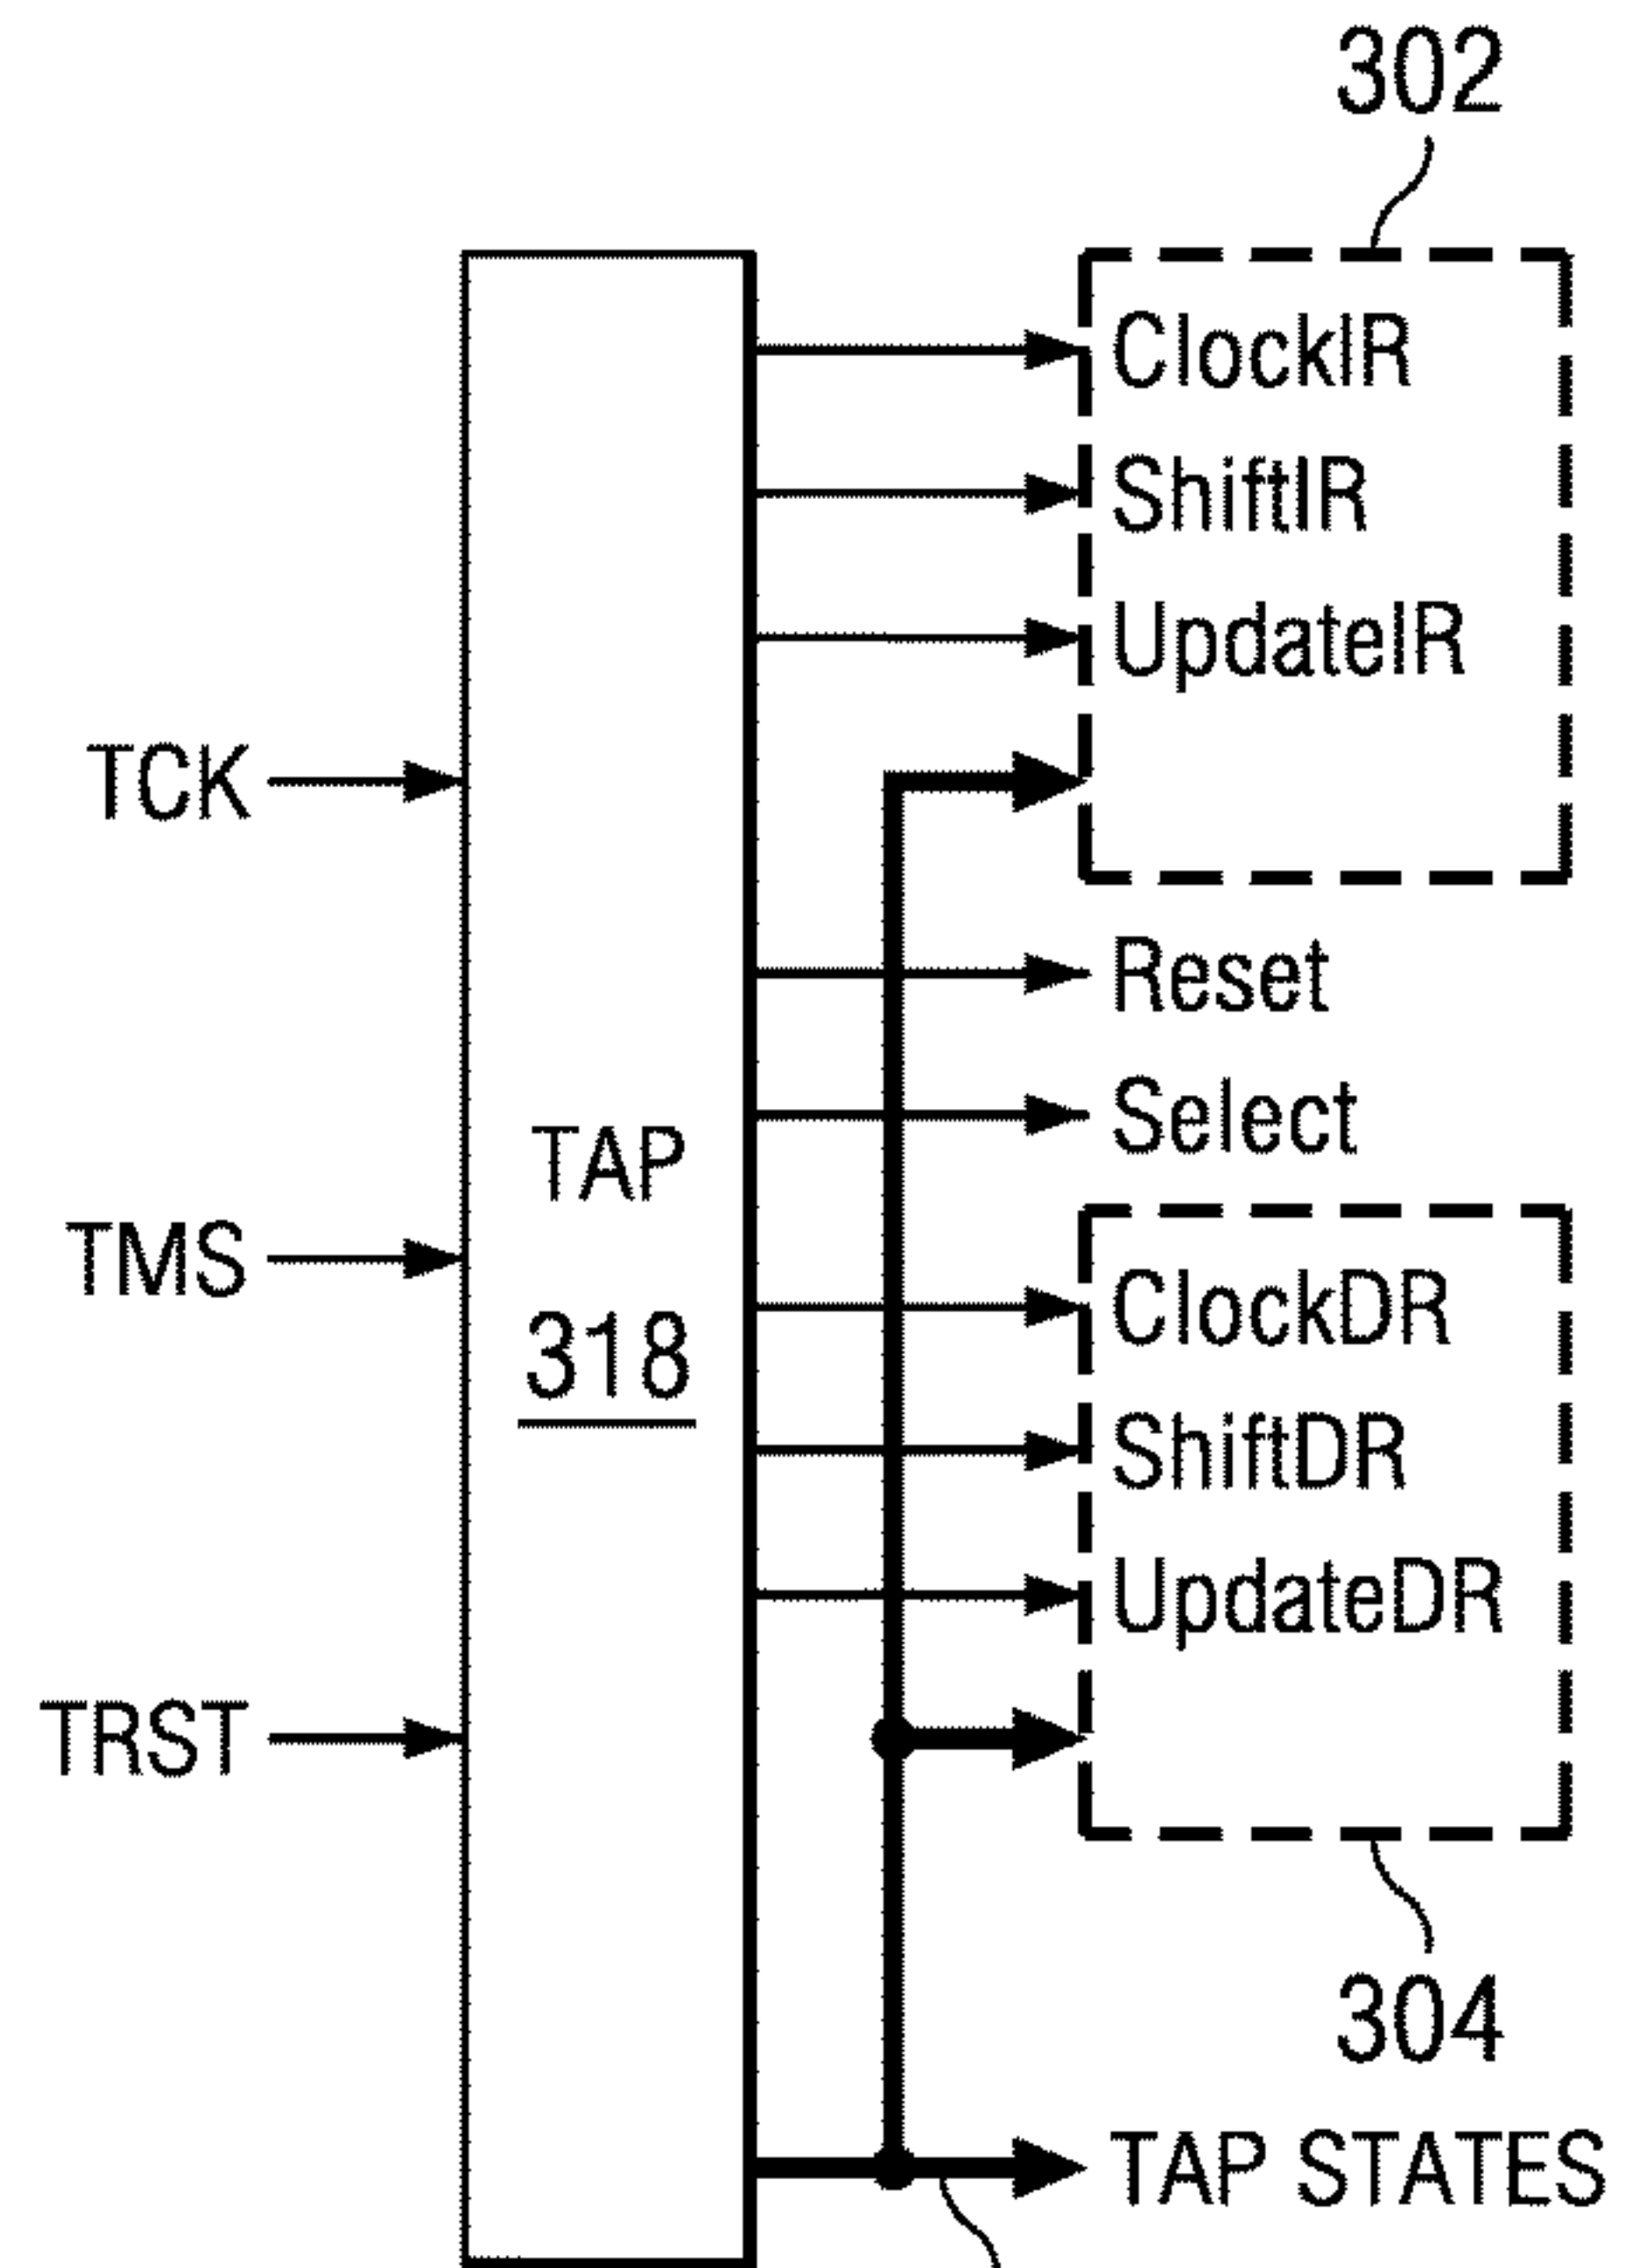 302
ClockIR
ShiftIR
UpdateIR
TCK
Reset
Select
TAP
318
TMS
ClockDR
ShiftDR
UpdateDR
TRST
304
TAP STATES